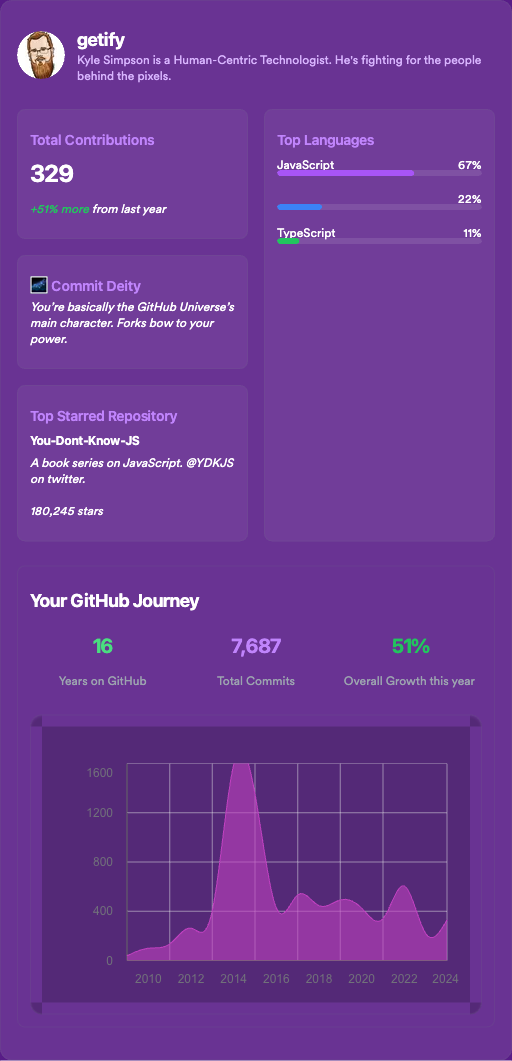 getify
Kyle Simpson is a Human-Centric Technologist. He's fighting for the people
behind the pixels.
Total Contributions
329
+51% more from last year
Commit Deity
You're basically the GitHub Universe's
main character. Forks bow to your
power.
Top Starred Repository
You-Dont-Know-JS
A book series on JavaScript. @YDKJS
on twitter.
180,245 stars
Top Languages
JavaScript 67%
22%
TypeScript 11%
Your GitHub Journey
16 7,687 51%
Years on GitHub Total Commits Overall Growth this year
1600
1200
800
400
0
2010 2012 2014 2016 2018 2020 2022 2024